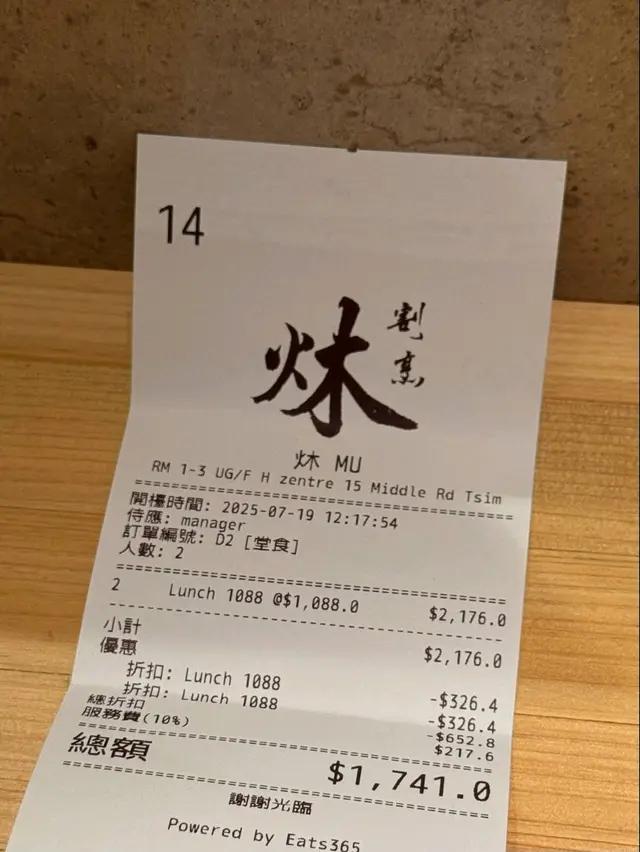 14
炑
割烹
炑 MU
RM 1-3 UG/F H zentre 15 Middle Rd Tsim
開檯時間: 2025-07-19 12:17:54
侍應: manager
訂單編號: D2 [堂食]
人數: 2
2 Lunch 1088 @$1,088.0 $2,176.0
小計 $2,176.0
優惠
折扣: Lunch 1088 -$326.4
折扣: Lunch 1088 -$326.4
總折扣 -$652.8
服務費(10%) $217.6
總額 $1,741.0
謝謝光臨
Powered by Eats365